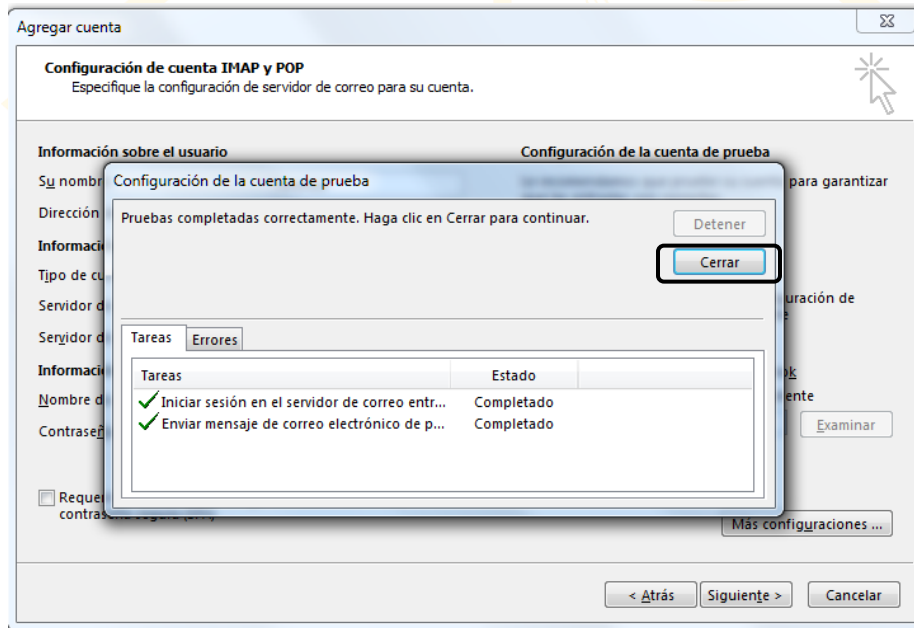 Agregar cuenta
Configuración de cuenta IMAP y POP
Especifique la configuración de servidor de correo para su cuenta.
Información sobre el usuario
Configuración de la cuenta de prueba
Su nombr
para garantizar
Configuración de la cuenta de prueba
Dirección
Pruebas completadas correctamente. Haga clic en Cerrar para continuar.
Detener
Informaci
Cerrar
Tipo de cu
Servidor d
uración de
Servidor d
Tareas
Errores
Informaci
Tareas
Estado
Nombre d
Iniciar sesión en el servidor de correo entr...
Completado
ente
Contraseñ
Enviar mensaje de correo electrónico de p...
Completado
Examinar
Requer
Más configuraciones ...
< Atrás
Siguiente >
Cancelar